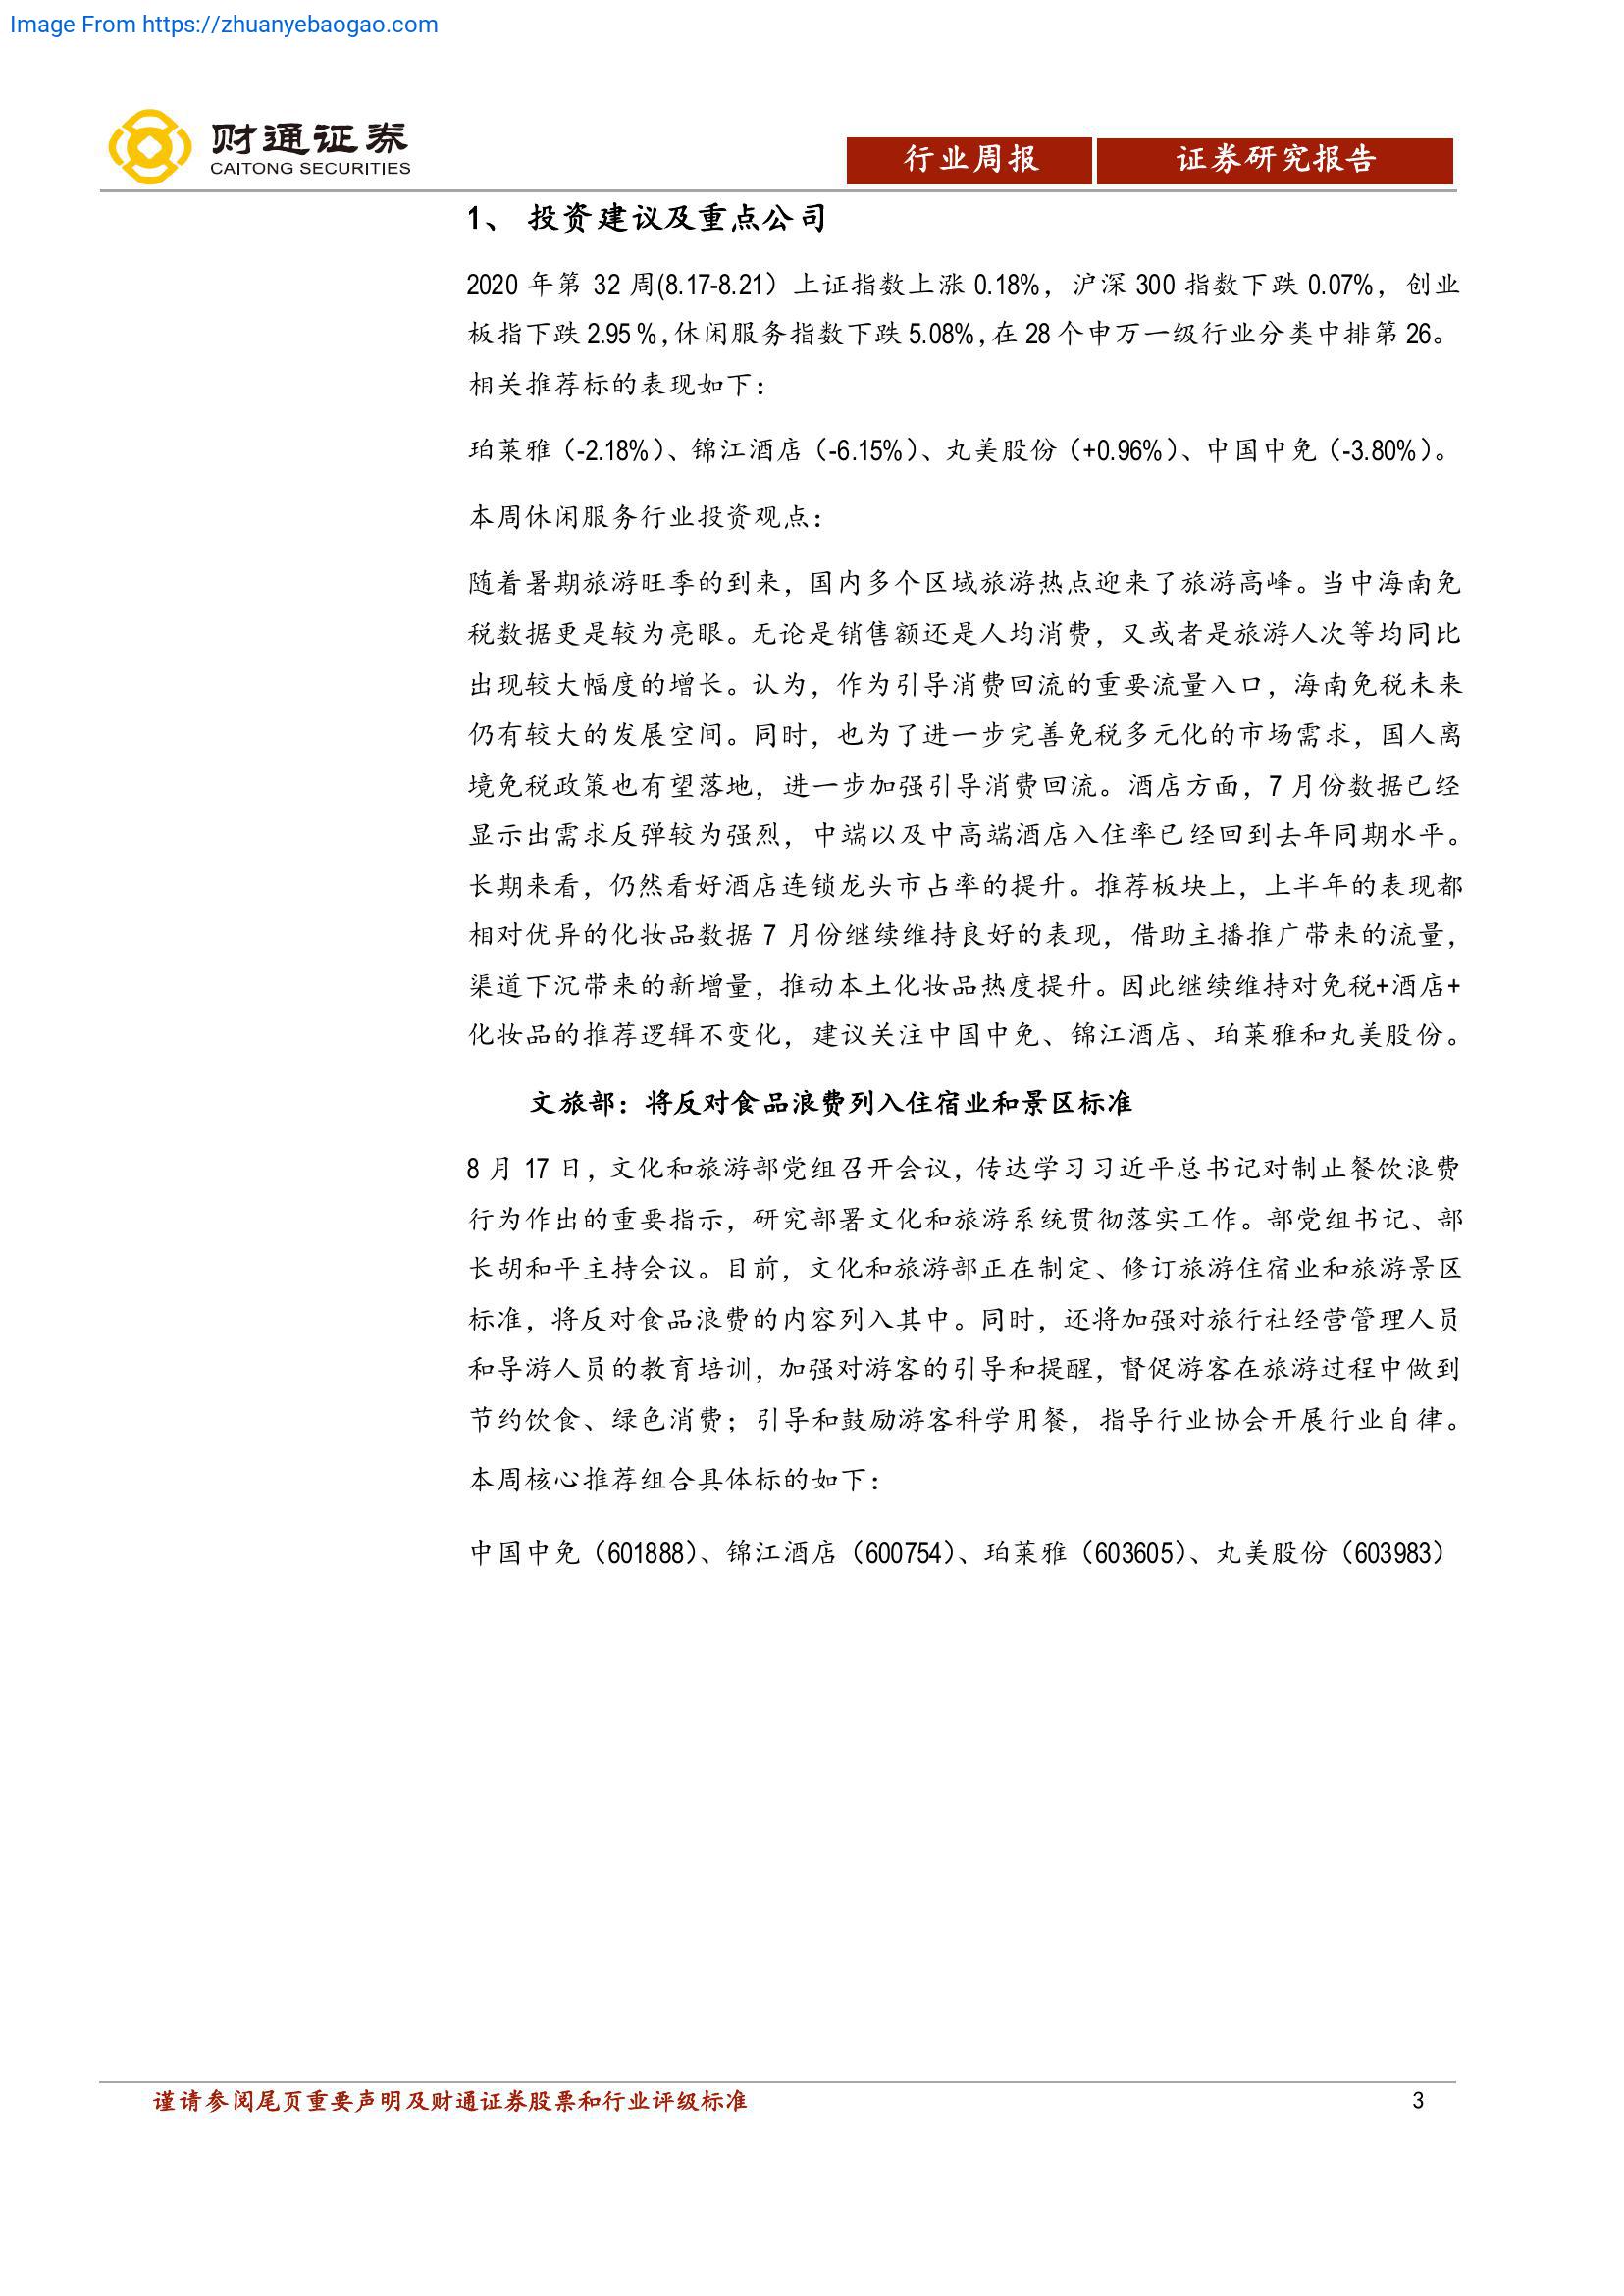 Image From https://zhuanyebaogao.com
财通证券
CAITONG SECURITIES
行业周报
证券研究报告
1、 投资建议及重点公司
2020 年第 32 周(8.17-8.21）上证指数上涨 0.18%，沪深 300 指数下跌 0.07%，创业
板指下跌 2.95 %，休闲服务指数下跌 5.08%，在 28 个申万一级行业分类中排第 26。
相关推荐标的表现如下：
珀莱雅（-2.18%）、锦江酒店（-6.15%）、丸美股份（+0.96%）、中国中免（-3.80%）。
本周休闲服务行业投资观点：
随着暑期旅游旺季的到来，国内多个区域旅游热点迎来了旅游高峰。当中海南免
税数据更是较为亮眼。无论是销售额还是人均消费，又或者是旅游人次等均同比
出现较大幅度的增长。认为，作为引导消费回流的重要流量入口，海南免税未来
仍有较大的发展空间。同时，也为了进一步完善免税多元化的市场需求，国人离
境免税政策也有望落地，进一步加强引导消费回流。酒店方面，7 月份数据已经
显示出需求反弹较为强烈，中端以及中高端酒店入住率已经回到去年同期水平。
长期来看，仍然看好酒店连锁龙头市占率的提升。推荐板块上，上半年的表现都
相对优异的化妆品数据 7 月份继续维持良好的表现，借助主播推广带来的流量，
渠道下沉带来的新增量，推动本土化妆品热度提升。因此继续维持对免税+酒店+
化妆品的推荐逻辑不变化，建议关注中国中免、锦江酒店、珀莱雅和丸美股份。
文旅部：将反对食品浪费列入住宿业和景区标准
8 月 17 日，文化和旅游部党组召开会议，传达学习习近平总书记对制止餐饮浪费
行为作出的重要指示，研究部署文化和旅游系统贯彻落实工作。部党组书记、部
长胡和平主持会议。目前，文化和旅游部正在制定、修订旅游住宿业和旅游景区
标准，将反对食品浪费的内容列入其中。同时，还将加强对旅行社经营管理人员
和导游人员的教育培训，加强对游客的引导和提醒，督促游客在旅游过程中做到
节约饮食、绿色消费；引导和鼓励游客科学用餐，指导行业协会开展行业自律。
本周核心推荐组合具体标的如下：
中国中免（601888）、锦江酒店（600754）、珀莱雅（603605）、丸美股份（603983）
谨请参阅尾页重要声明及财通证券股票和行业评级标准
3